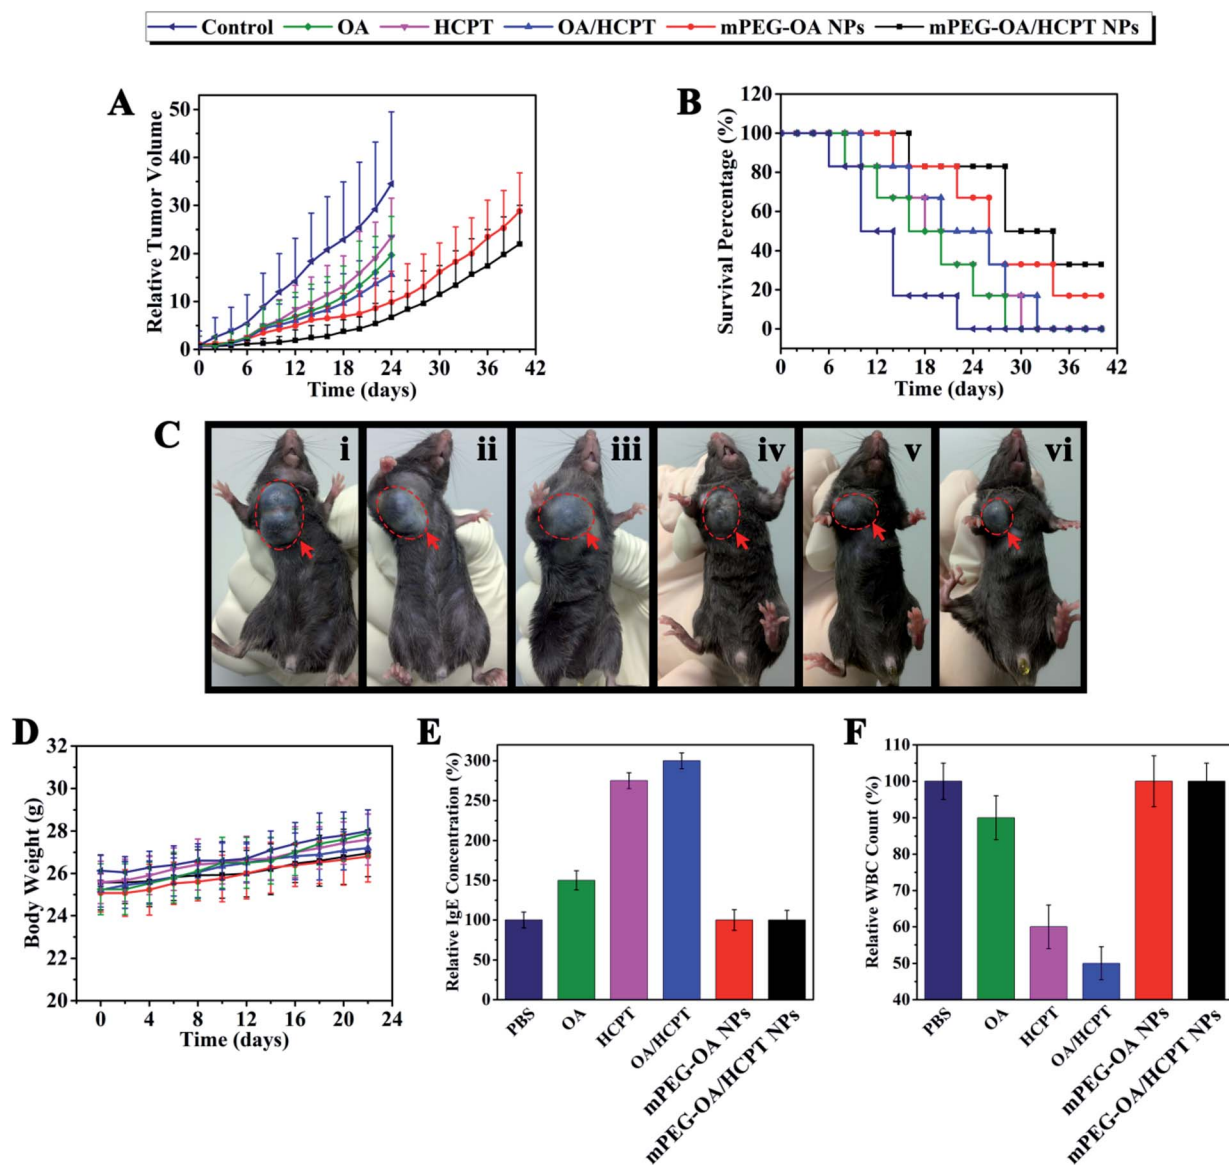 Control OA HCPT OA/HCPT mPEG-OA NPs mPEG-OA/HCPT NPs
A
Relative Tumor Volume
50
40
30
20
10
0
0 6 12 18 24 30 36 42
Time (days)
B
Survival Percentage (%)
120
100
80
60
40
20
0
0 6 12 18 24 30 36 42
Time (days)
C
i ii iii iv v vi
D
Body Weight (g)
32
30
28
26
24
22
20
0 4 8 12 16 20 24
Time (days)
E
Relative IgE Concentration (%)
300
250
200
150
100
50
0
PBS
OA
HCPT
OA/HCPT
mPEG-OA NPs
mPEG-OA/HCPT NPs
F
Relative WBC Count (%)
110
100
90
80
70
60
50
40
PBS
OA
HCPT
OA/HCPT
mPEG-OA NPs
mPEG-OA/HCPT NPs